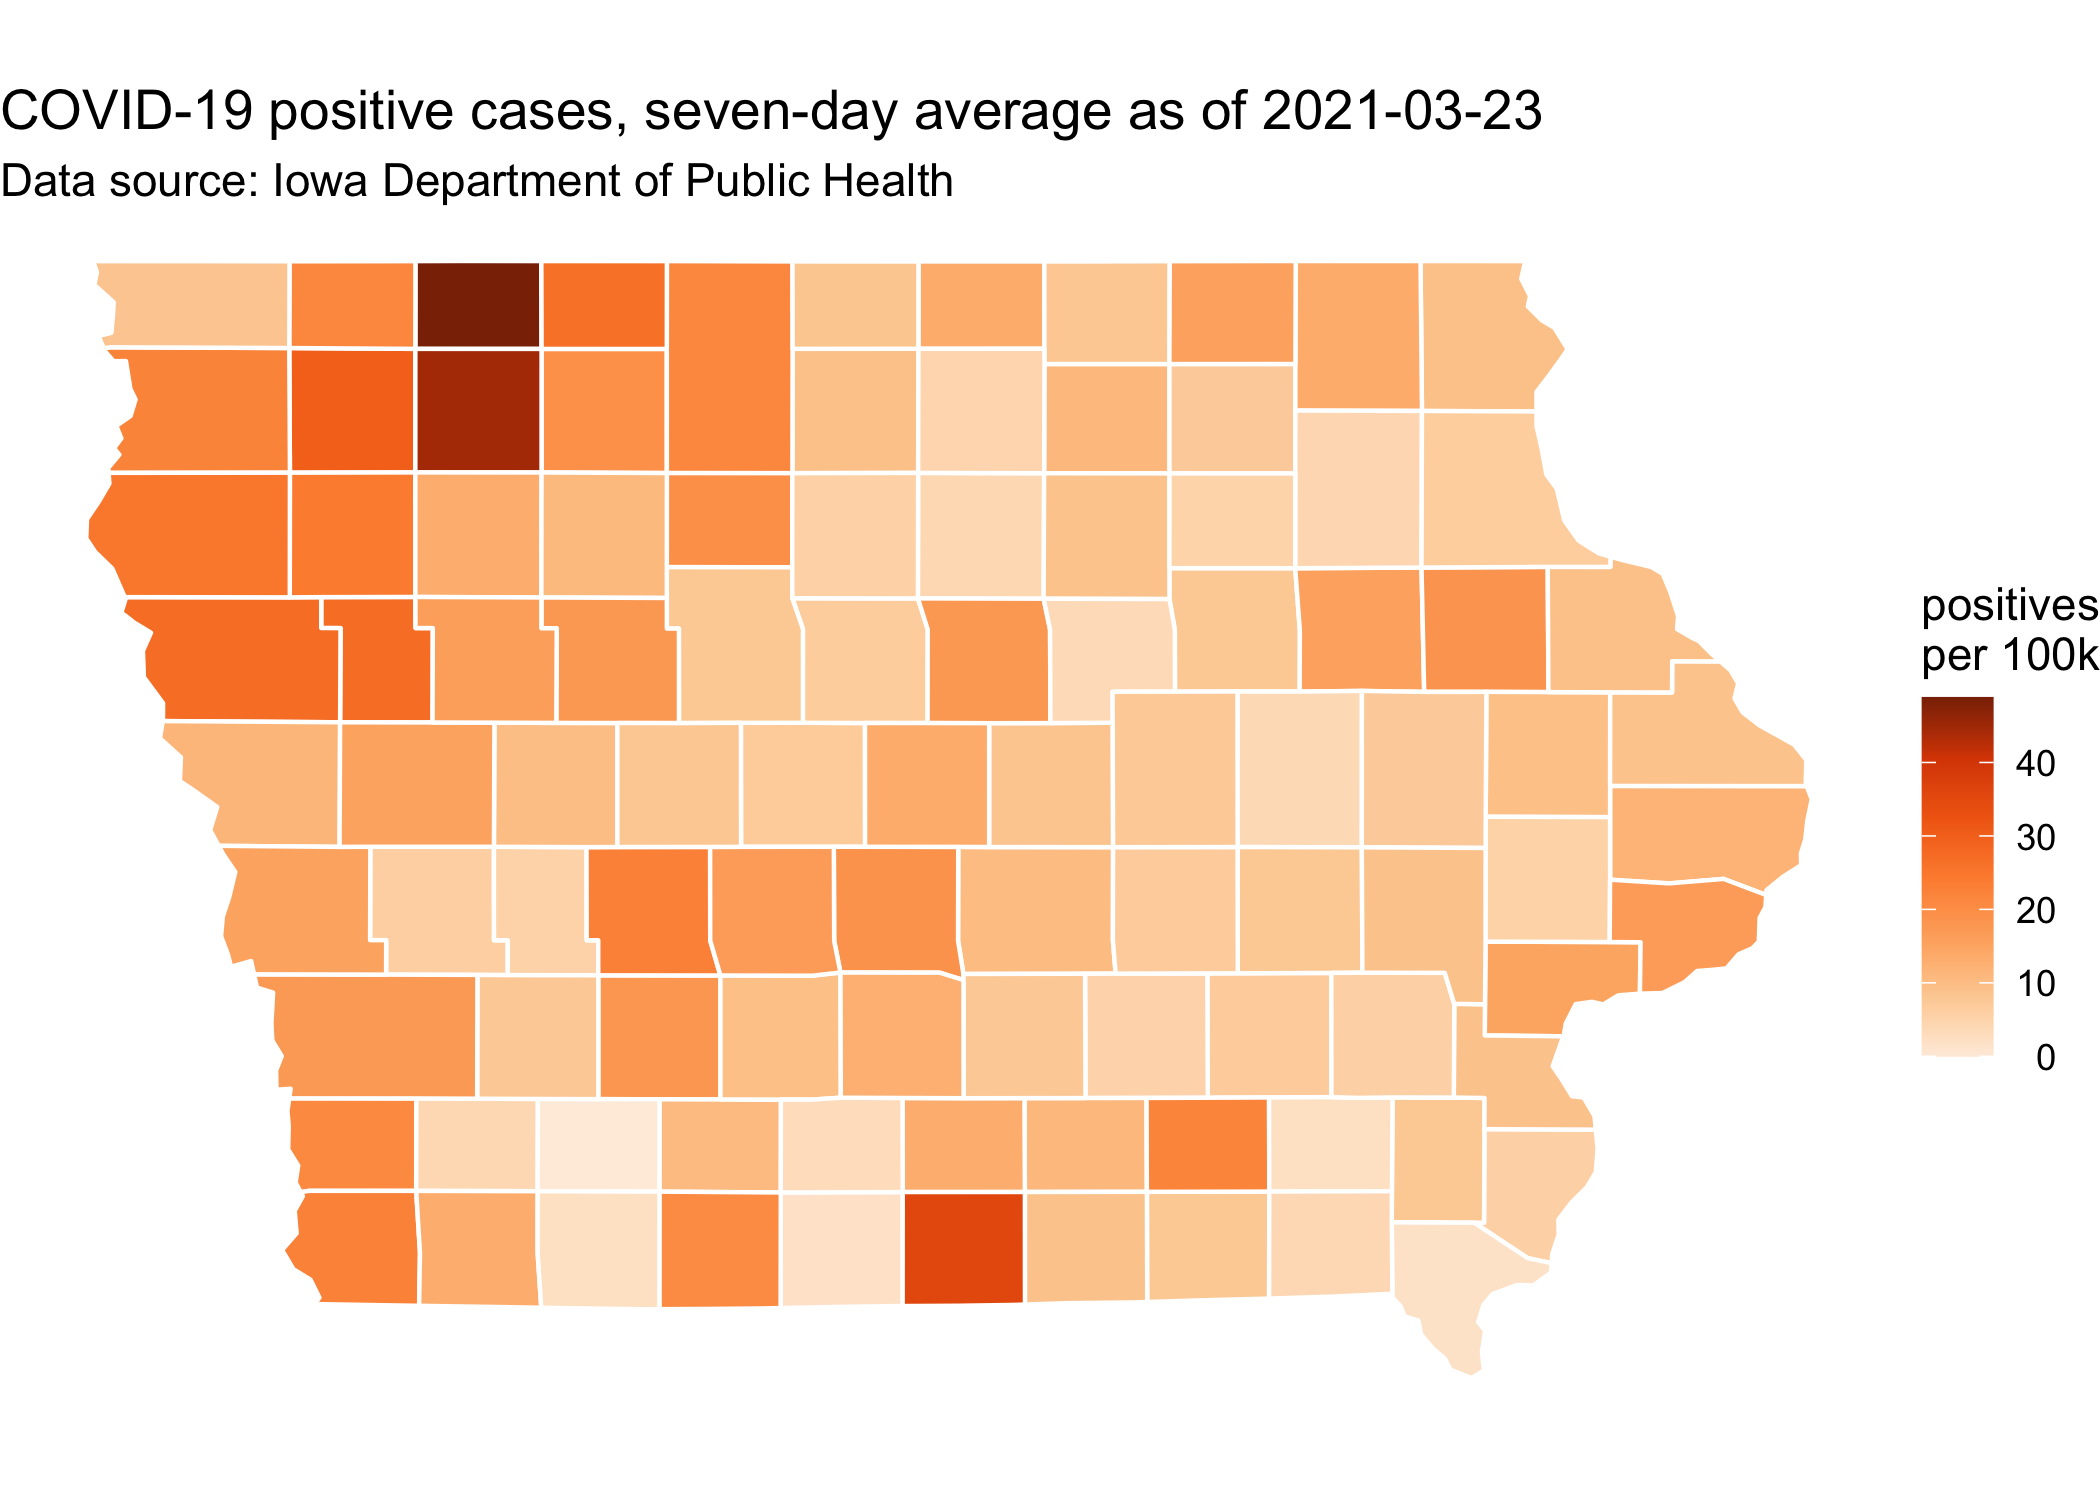 COVID-19 positive cases, seven-day average as of 2021-03-23
Data source: Iowa Department of Public Health
positives
per 100k
40
30
20
10
0